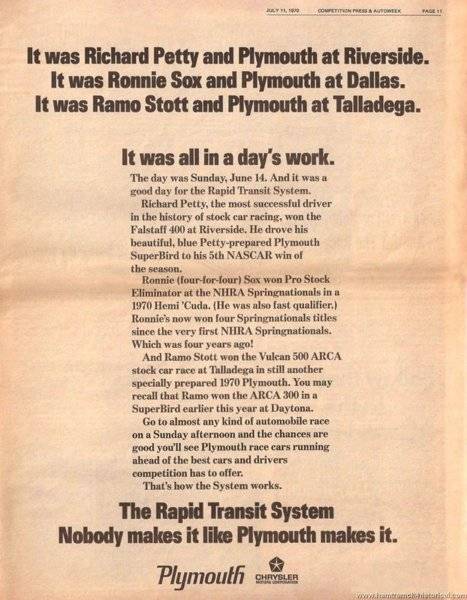 JULY 11, 1970 COMPETITION PRESS & AUTOWEEK PAGE 11
It was Richard Petty and Plymouth at Riverside.
It was Ronnie Sox and Plymouth at Dallas.
It was Ramo Stott and Plymouth at Talladega.
It was all in a day's work.
The day was Sunday, June 14. And it was a
good day for the Rapid Transit System.
Richard Petty, the most successful driver
in the history of stock car racing, won the
Falstaff 400 at Riverside. He drove his
beautiful, blue Petty-prepared Plymouth
SuperBird to his 5th NASCAR win of
the season.
Ronnie (four-for-four) Sox won Pro Stock
Eliminator at the NHRA Springnationals in a
1970 Hemi 'Cuda. (He was also fast qualifier.)
Ronnie's now won four Springnationals titles
since the very first NHRA Springnationals.
Which was four years ago!
And Ramo Stott won the Vulcan 500 ARCA
stock car race at Talladega in still another
specially prepared 1970 Plymouth. You may
recall that Ramo won the ARCA 300 in a
SuperBird earlier this year at Daytona.
Go to almost any kind of automobile race
on a Sunday afternoon and the chances are
good you'll see Plymouth race cars running
ahead of the best cars and drivers
competition has to offer.
That's how the System works.
The Rapid Transit System
Nobody makes it like Plymouth makes it.
Plymouth CHRYSLER
MOTORS CORPORATION